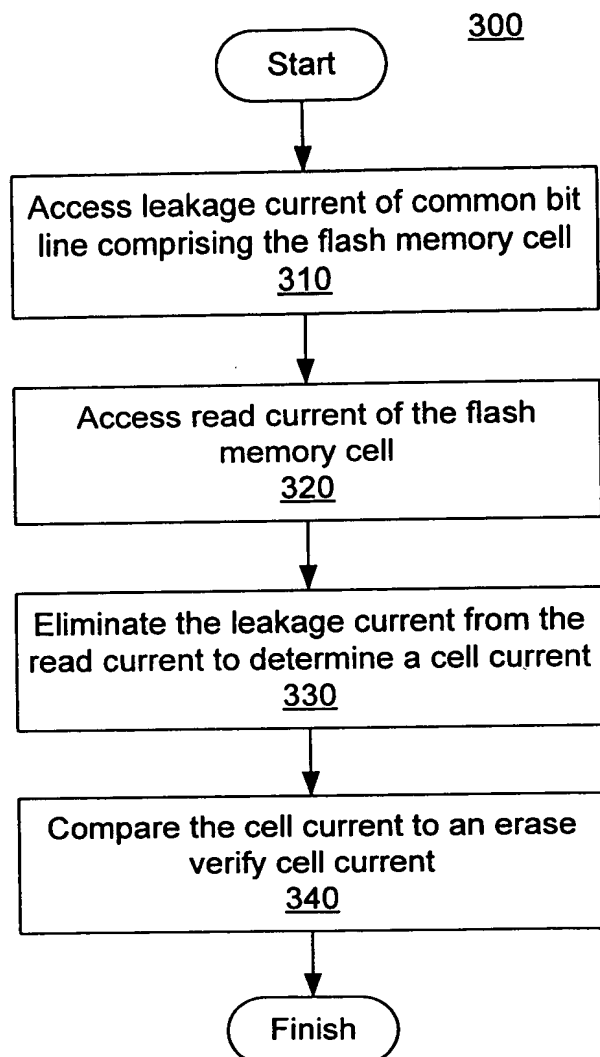 300
Start
Access leakage current of common bit
line comprising the flash memory cell
310
Access read current of the flash
memory cell
320
Eliminate the leakage current from the
read current to determine a cell current
330
Compare the cell current to an erase
verify cell current
340
Finish